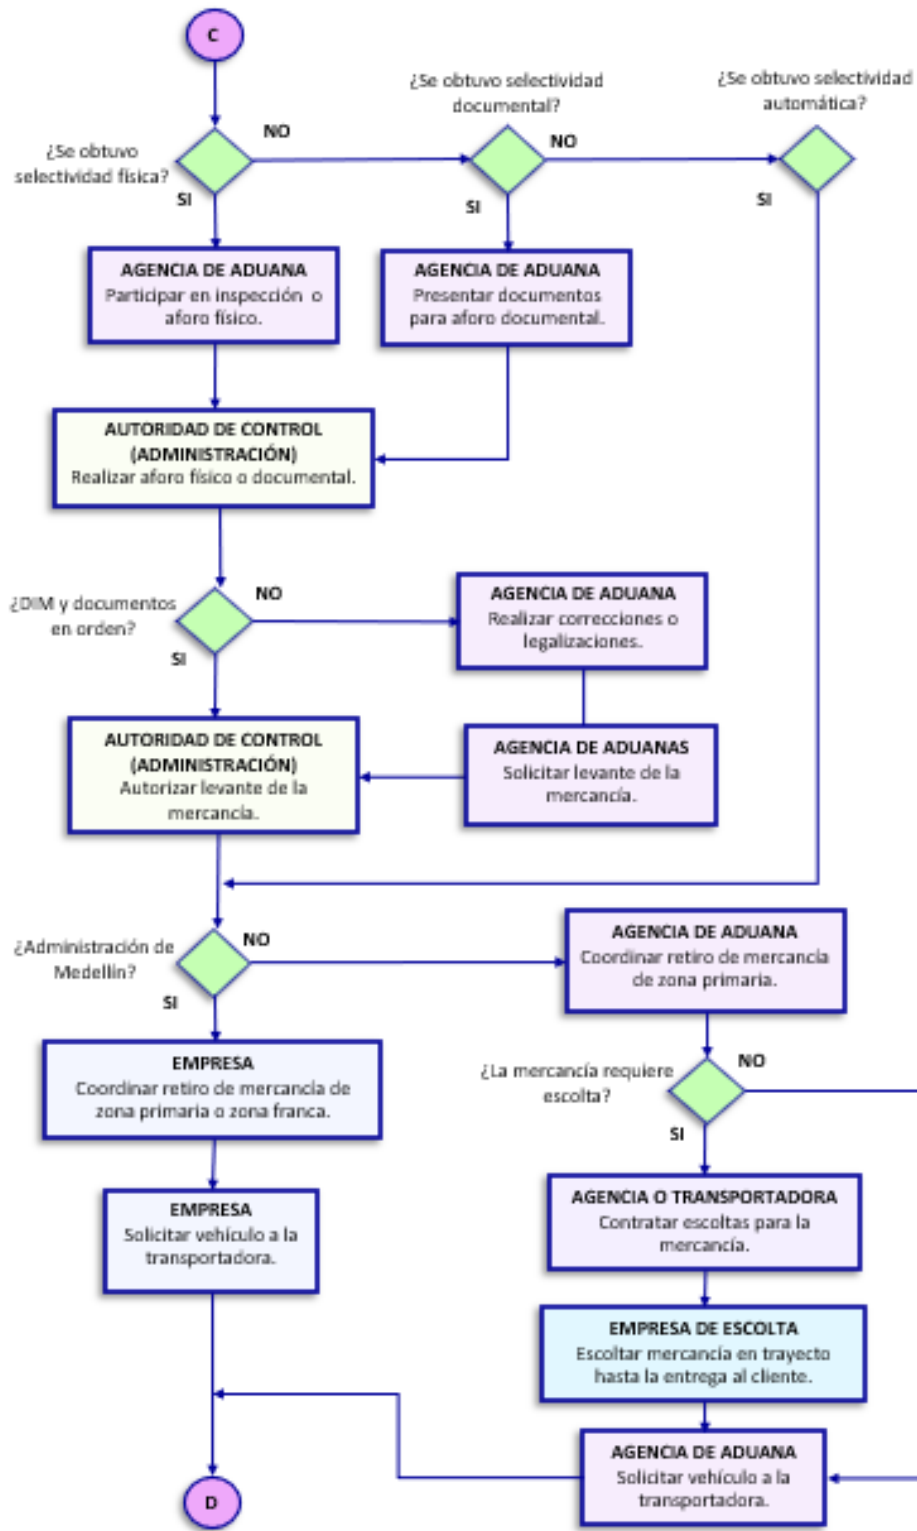 C
¿Se obtuvo selectividad
documental?
¿Se obtuvo selectividad
automática?
¿Se obtuvo
selectividad física?
NO
NO
SI
SI
SI
AGENCIA DE ADUANA
Participar en inspección o
aforo físico.
AGENCIA DE ADUANA
Presentar documentos
para aforo documental.
AUTORIDAD DE CONTROL
(ADMINISTRACIÓN)
Realizar aforo físico o documental.
¿DIM y documentos
en orden?
NO
SI
AGENCIA DE ADUANA
Realizar correcciones o
legalizaciones.
AUTORIDAD DE CONTROL
(ADMINISTRACIÓN)
Autorizar levante de la
mercancía.
AGENCIA DE ADUANAS
Solicitar levante de la
mercancía.
¿Administración de
Medellín?
NO
SI
AGENCIA DE ADUANA
Coordinar retiro de mercancía
de zona primaria.
EMPRESA
Coordinar retiro de mercancía de
zona primaria o zona franca.
¿La mercancía requiere
escolta?
NO
SI
EMPRESA
Solicitar vehículo a la
transportadora.
AGENCIA O TRANSPORTADORA
Contratar escoltas para la
mercancía.
EMPRESA DE ESCOLTA
Escoltar mercancía en trayecto
hasta la entrega al cliente.
AGENCIA DE ADUANA
Solicitar vehículo a la
transportadora.
D